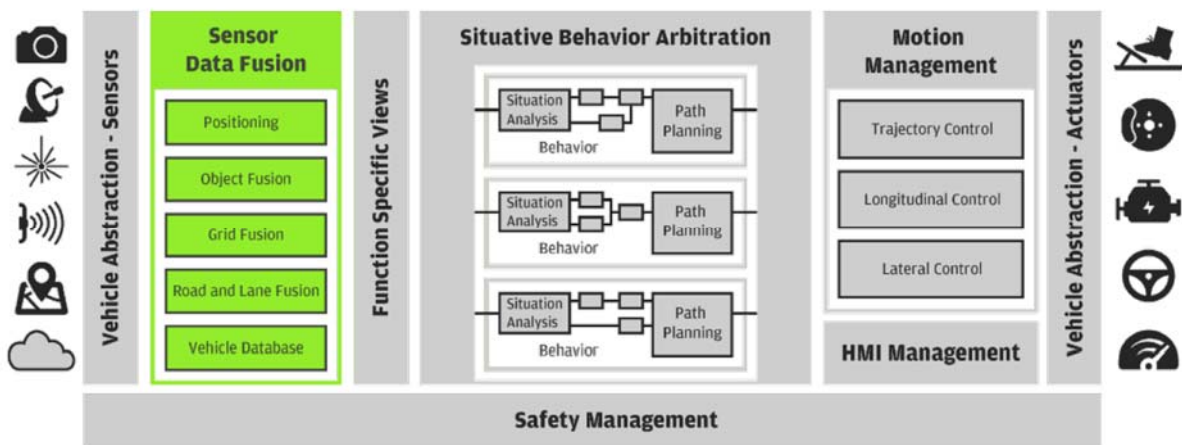 Vehicle Abstraction - Sensors
Sensor
Data Fusion
Positioning
Object Fusion
Grid Fusion
Road and Lane Fusion
Vehicle Database
Function Specific Views
Situative Behavior Arbitration
Situation
Analysis
Path
Planning
Behavior
Situation
Analysis
Path
Planning
Behavior
Situation
Analysis
Path
Planning
Behavior
Motion
Management
Trajectory Control
Longitudinal Control
Lateral Control
HMI Management
Vehicle Abstraction - Actuators
Safety Management